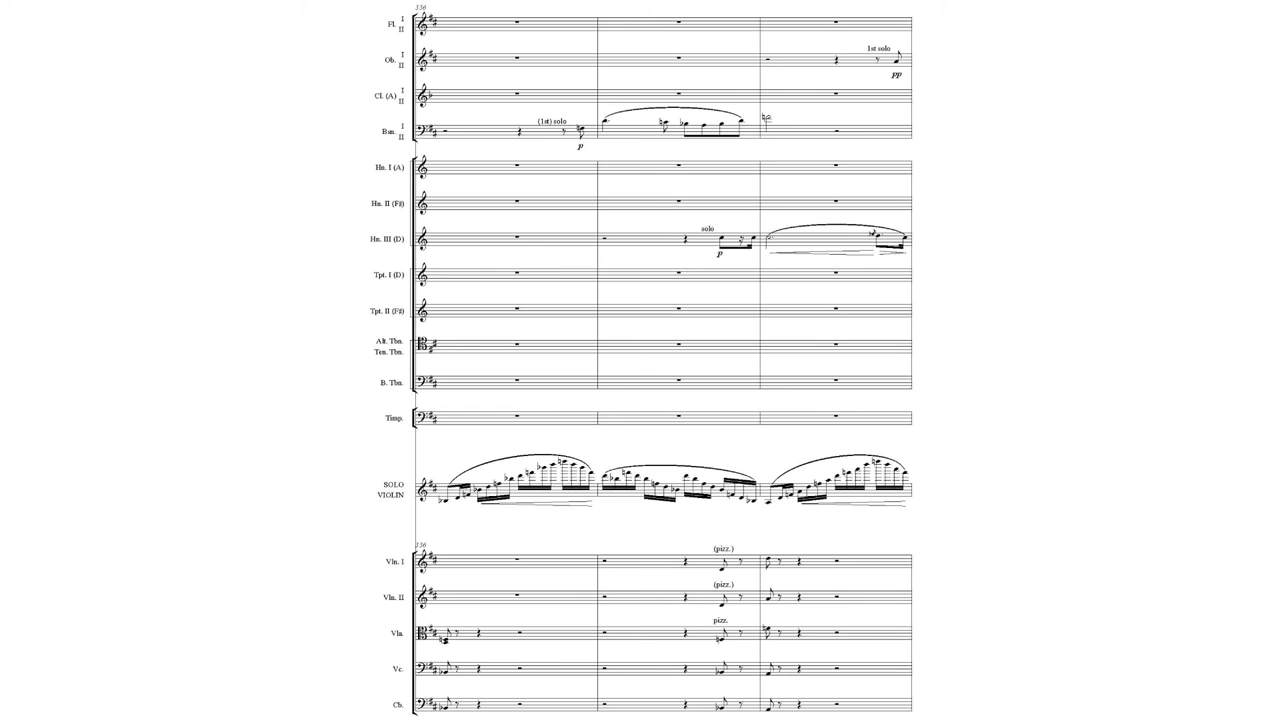 336
Fl. I II
1st solo
Ob. I II
pp
Cl. (A) I II
(1st) solo
Bsn. I II
p
Hn. I (A)
Hn. II (F♯)
solo
Hn. III (D)
p
Tpt. I (D)
Tpt. II (F♯)
Alt. Tbn.
Ten. Tbn.
B. Tbn.
Timp.
SOLO
VIOLIN
336
(pizz.)
Vln. I
(pizz.)
Vln. II
pizz.
Vla.
Vc.
Cb.